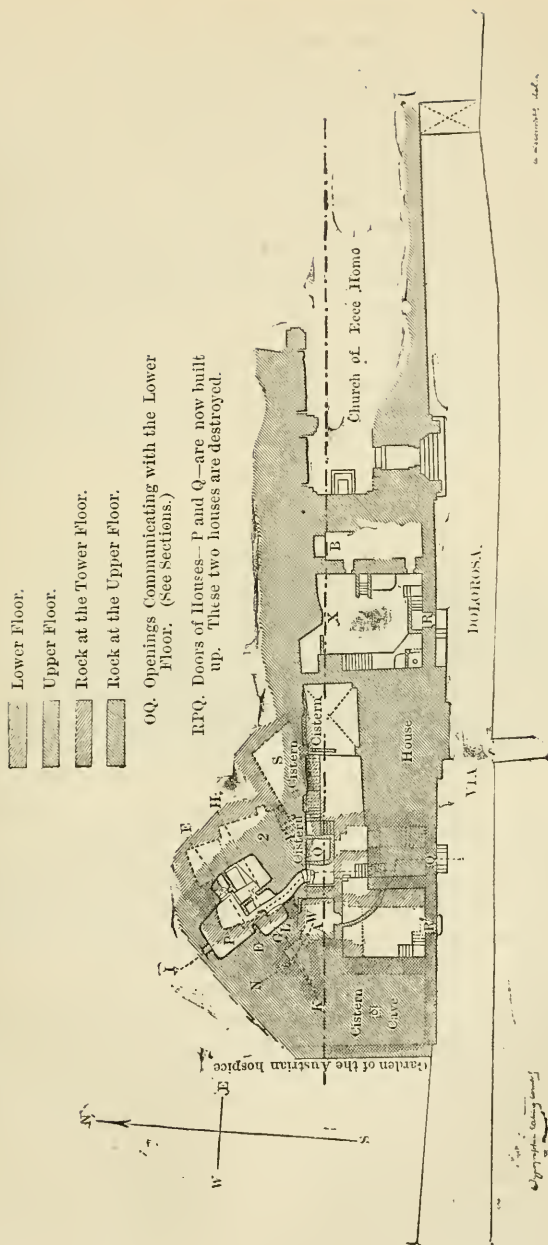 Lower Floor.
Upper Floor.
Rock at the Tower Floor.
Rock at the Upper Floor.
OQ. Openings Communicating with the Lower
Floor. (See Sections.)
RPQ. Doors of Houses—P and Q—are now built
up. These two houses are destroyed.
N
W
E
S
Garden of the Austrian hospice
I
E
H
2
P
D
C
L
N
W
A
K
S
Cistern
Cistern
Cistern
O
Cistern
or
Cave
House
X
B
Church of Ecce Homo
R
Q
R
VIA
DOLOROSA.